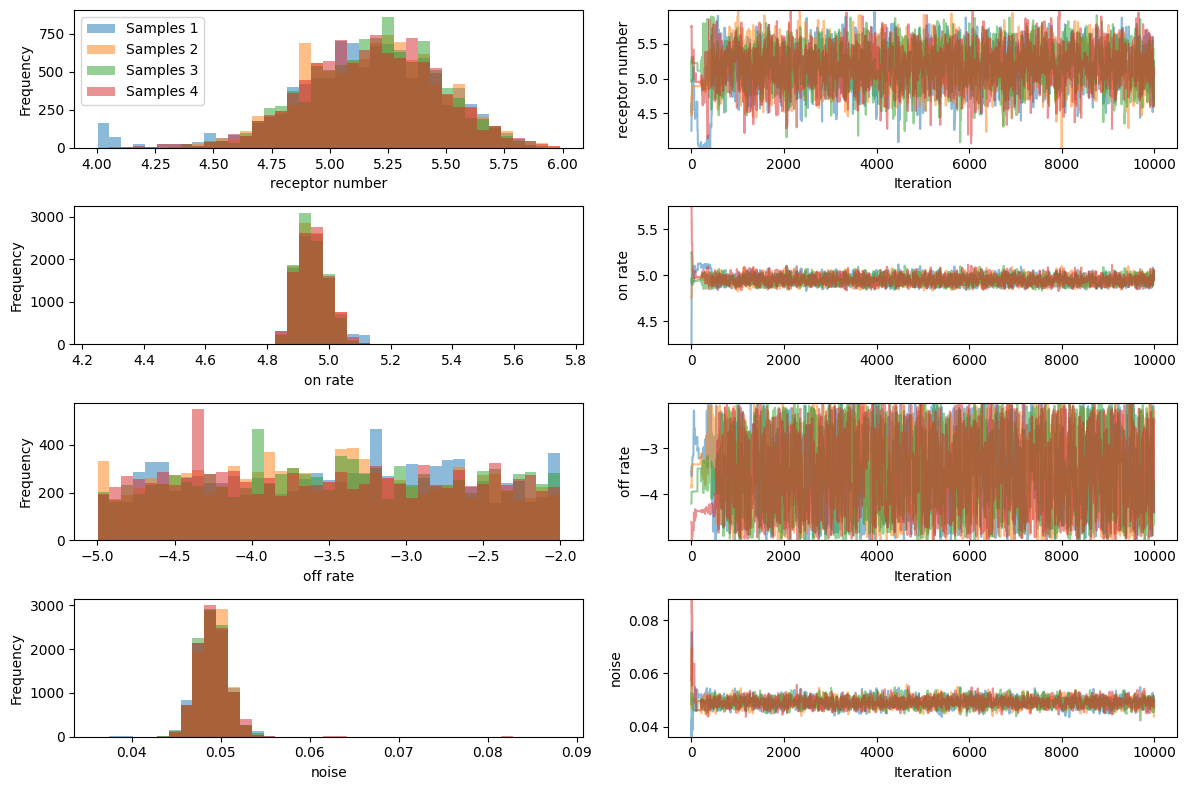 Samples 1
Samples 2
Samples 3
Samples 4
Frequency
750
500
250
0
4.00 4.25 4.50 4.75 5.00 5.25 5.50 5.75 6.00
receptor number
receptor number
5.5
5.0
4.5
0 2000 4000 6000 8000 10000
Iteration
Frequency
3000
2000
1000
0
4.2 4.4 4.6 4.8 5.0 5.2 5.4 5.6 5.8
on rate
on rate
5.5
5.0
4.5
0 2000 4000 6000 8000 10000
Iteration
Frequency
400
200
0
−5.0 −4.5 −4.0 −3.5 −3.0 −2.5 −2.0
off rate
off rate
−3
−4
0 2000 4000 6000 8000 10000
Iteration
Frequency
3000
2000
1000
0
0.04 0.05 0.06 0.07 0.08 0.09
noise
noise
0.08
0.06
0.04
0 2000 4000 6000 8000 10000
Iteration